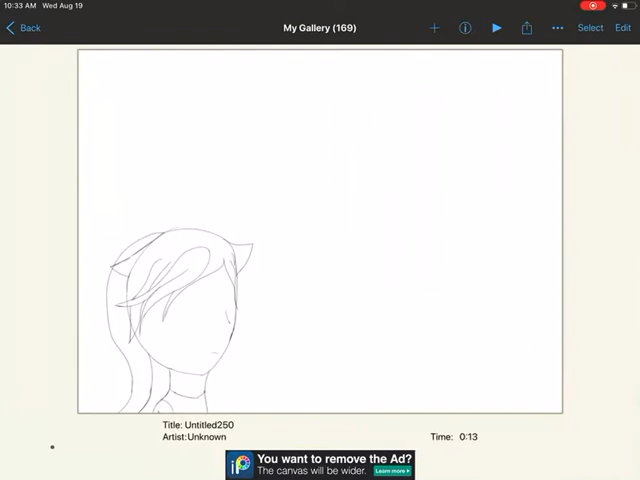 10:33 AM Wed Aug 19
Back
My Gallery (169)
Select
Edit
Title: Untitled250
Artist:Unknown
Time: 0:13
iP
You want to remove the Ad?
The canvas will be wider.
Learn more